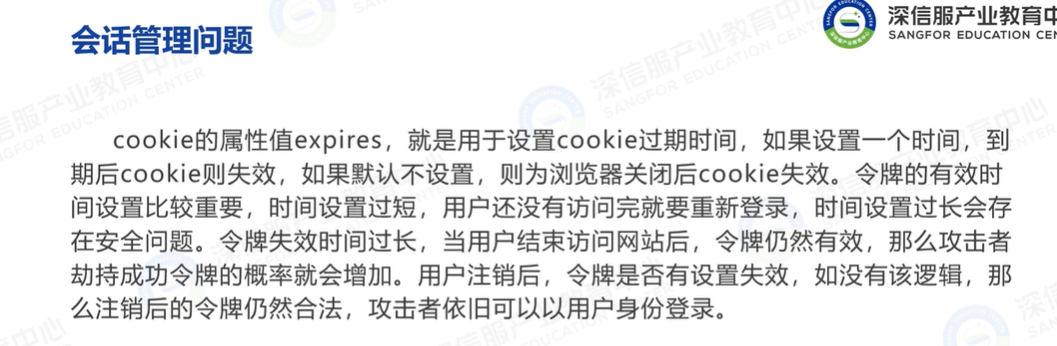 会话管理问题
深信服产业教育中
SANGFOR EDUCATION CEN
cookie的属性值expires，就是用于设置cookie过期时间，如果设置一个时间，到
期后cookie则失效，如果默认不设置，则为浏览器关闭后cookie失效。令牌的有效时
间设置比较重要，时间设置过短，用户还没有访问完就要重新登录，时间设置过长会存
在安全问题。令牌失效时间过长，当用户结束访问网站后，令牌仍然有效，那么攻击者
劫持成功令牌的概率就会增加。用户注销后，令牌是否有设置失效，如没有该逻辑，那
么注销后的令牌仍然合法，攻击者依旧可以以用户身份登录。